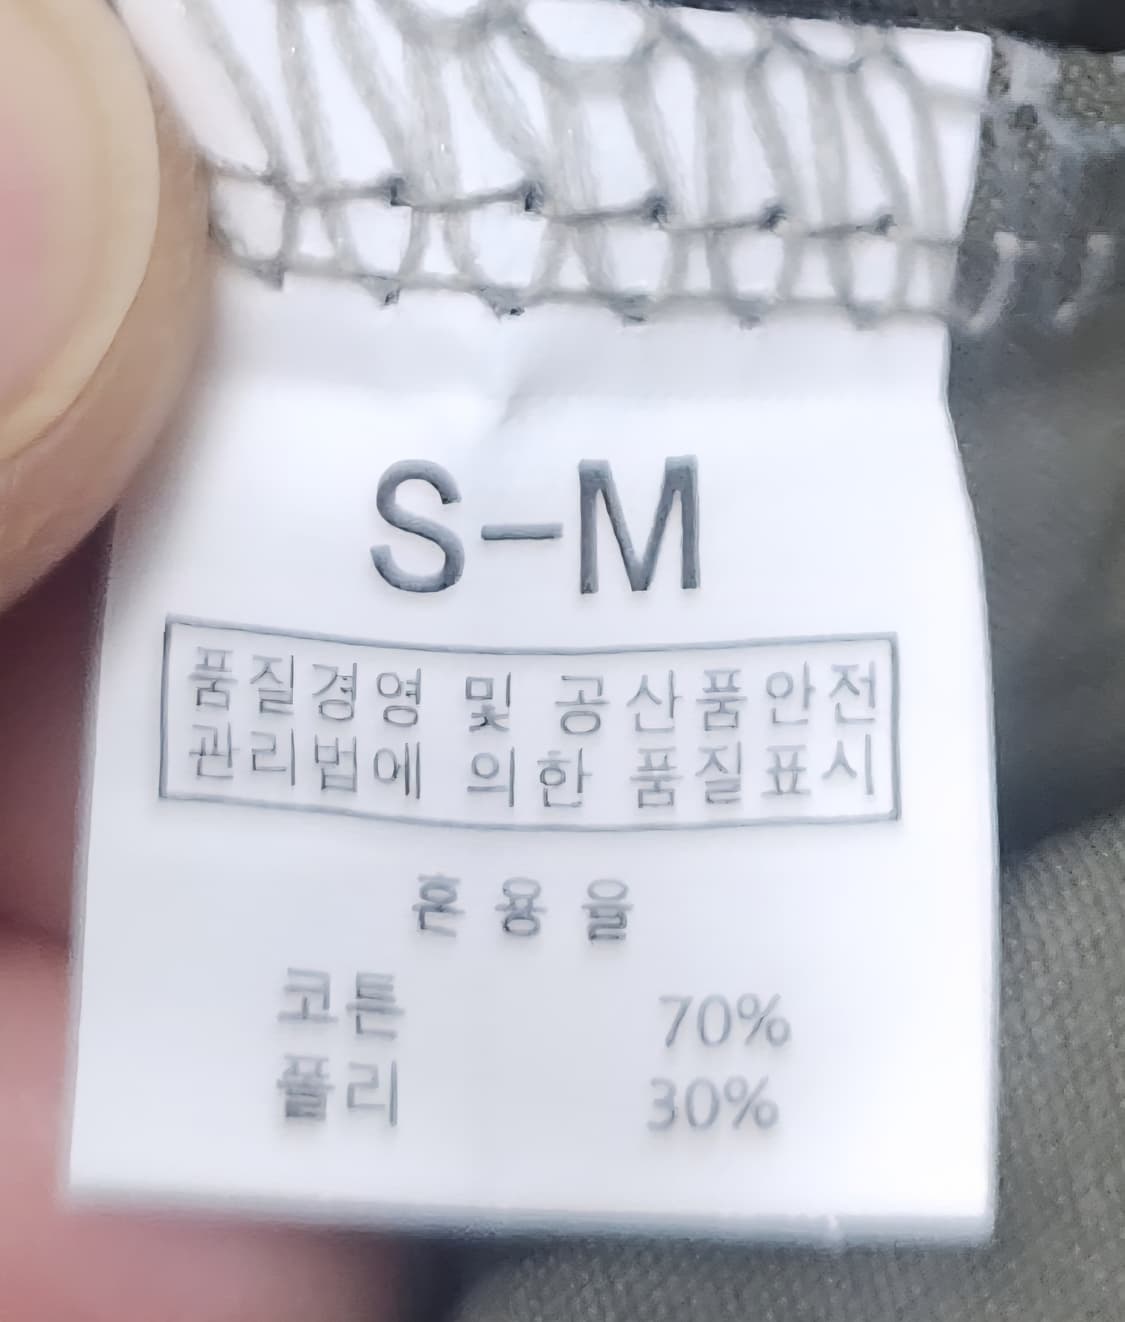 S-M
품질경영 및 공산품안전
관리법에 의한 품질표시
혼용율
코튼 70%
폴리 30%